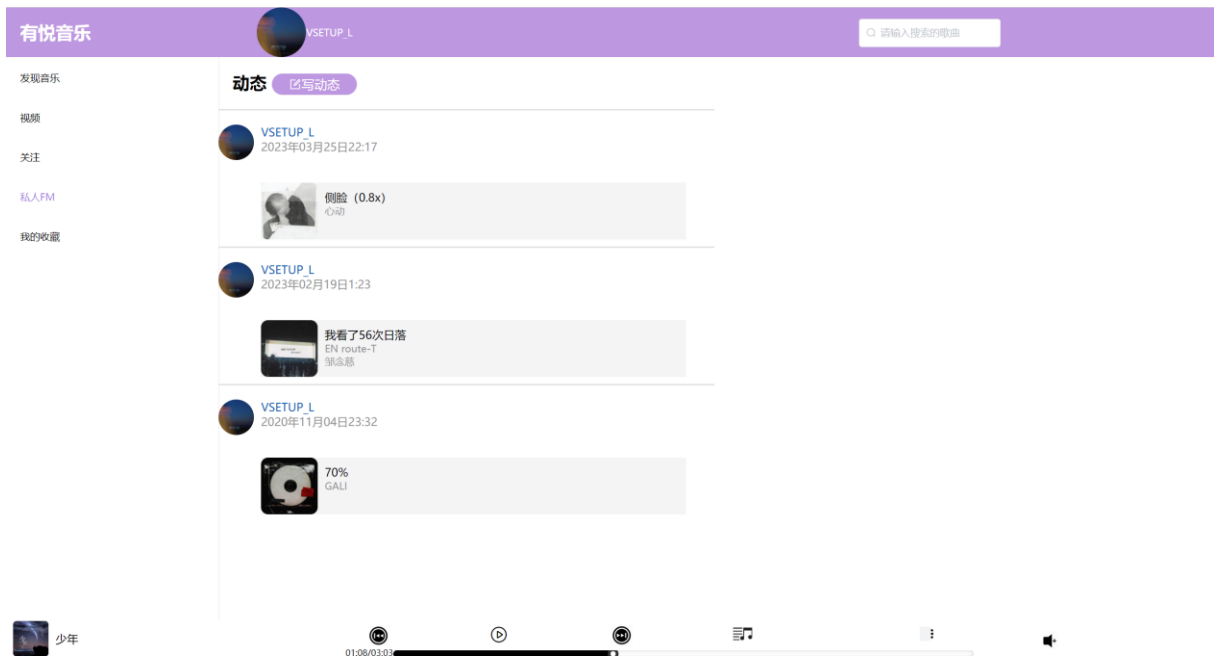 有悦音乐
VSETUP_L
请输入搜索的歌曲
发现音乐
视频
关注
私人FM
我的收藏
动态
写动态
VSETUP_L
2023年03月25日22:17
侧脸（0.8x）
心动
VSETUP_L
2023年02月19日1:23
我看了56次日落
EN route-T
邹念慈
VSETUP_L
2020年11月04日23:32
70%
GALI
少年
01:08/03:03